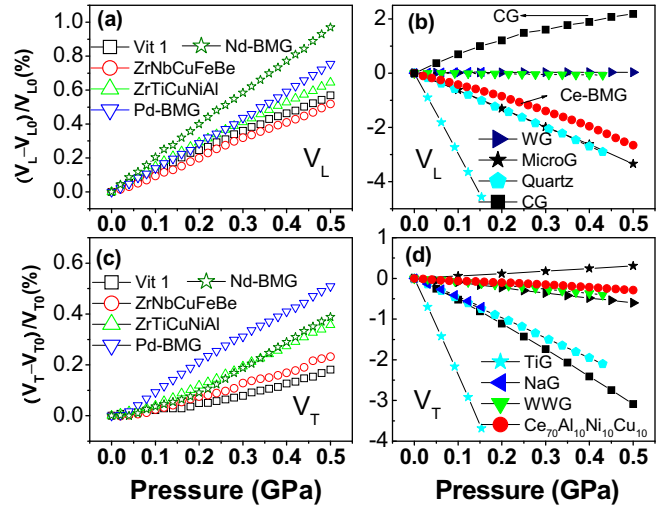 (a)
Vit 1
Nd-BMG
ZrNbCuFeBe
ZrTiCuNiAl
Pd-BMG
V_L
(V_L-V_L0)/V_L0(%)
0.0
0.2
0.4
0.6
0.8
1.0
0.0 0.1 0.2 0.3 0.4 0.5
(b)
CG
Ce-BMG
WG
MicroG
Quartz
CG
V_L
2
0
-2
-4
0.0 0.1 0.2 0.3 0.4 0.5
(c)
Vit 1
Nd-BMG
ZrNbCuFeBe
ZrTiCuNiAl
Pd-BMG
V_T
(V_T-V_T0)/V_T0(%)
0.0
0.2
0.4
0.6
0.0 0.1 0.2 0.3 0.4 0.5
Pressure (GPa)
(d)
TiG
NaG
WWG
Ce70Al10Ni10Cu10
V_T
2
1
0
-1
-2
-3
-4
0.0 0.1 0.2 0.3 0.4 0.5
Pressure (GPa)